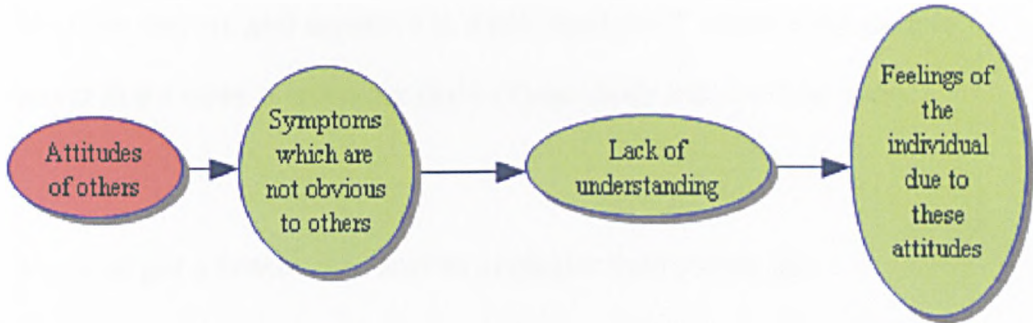 Attitudes
of others
Symptoms
which are
not obvious
to others
Lack of
understanding
Feelings of
the
individual
due to
these
attitudes